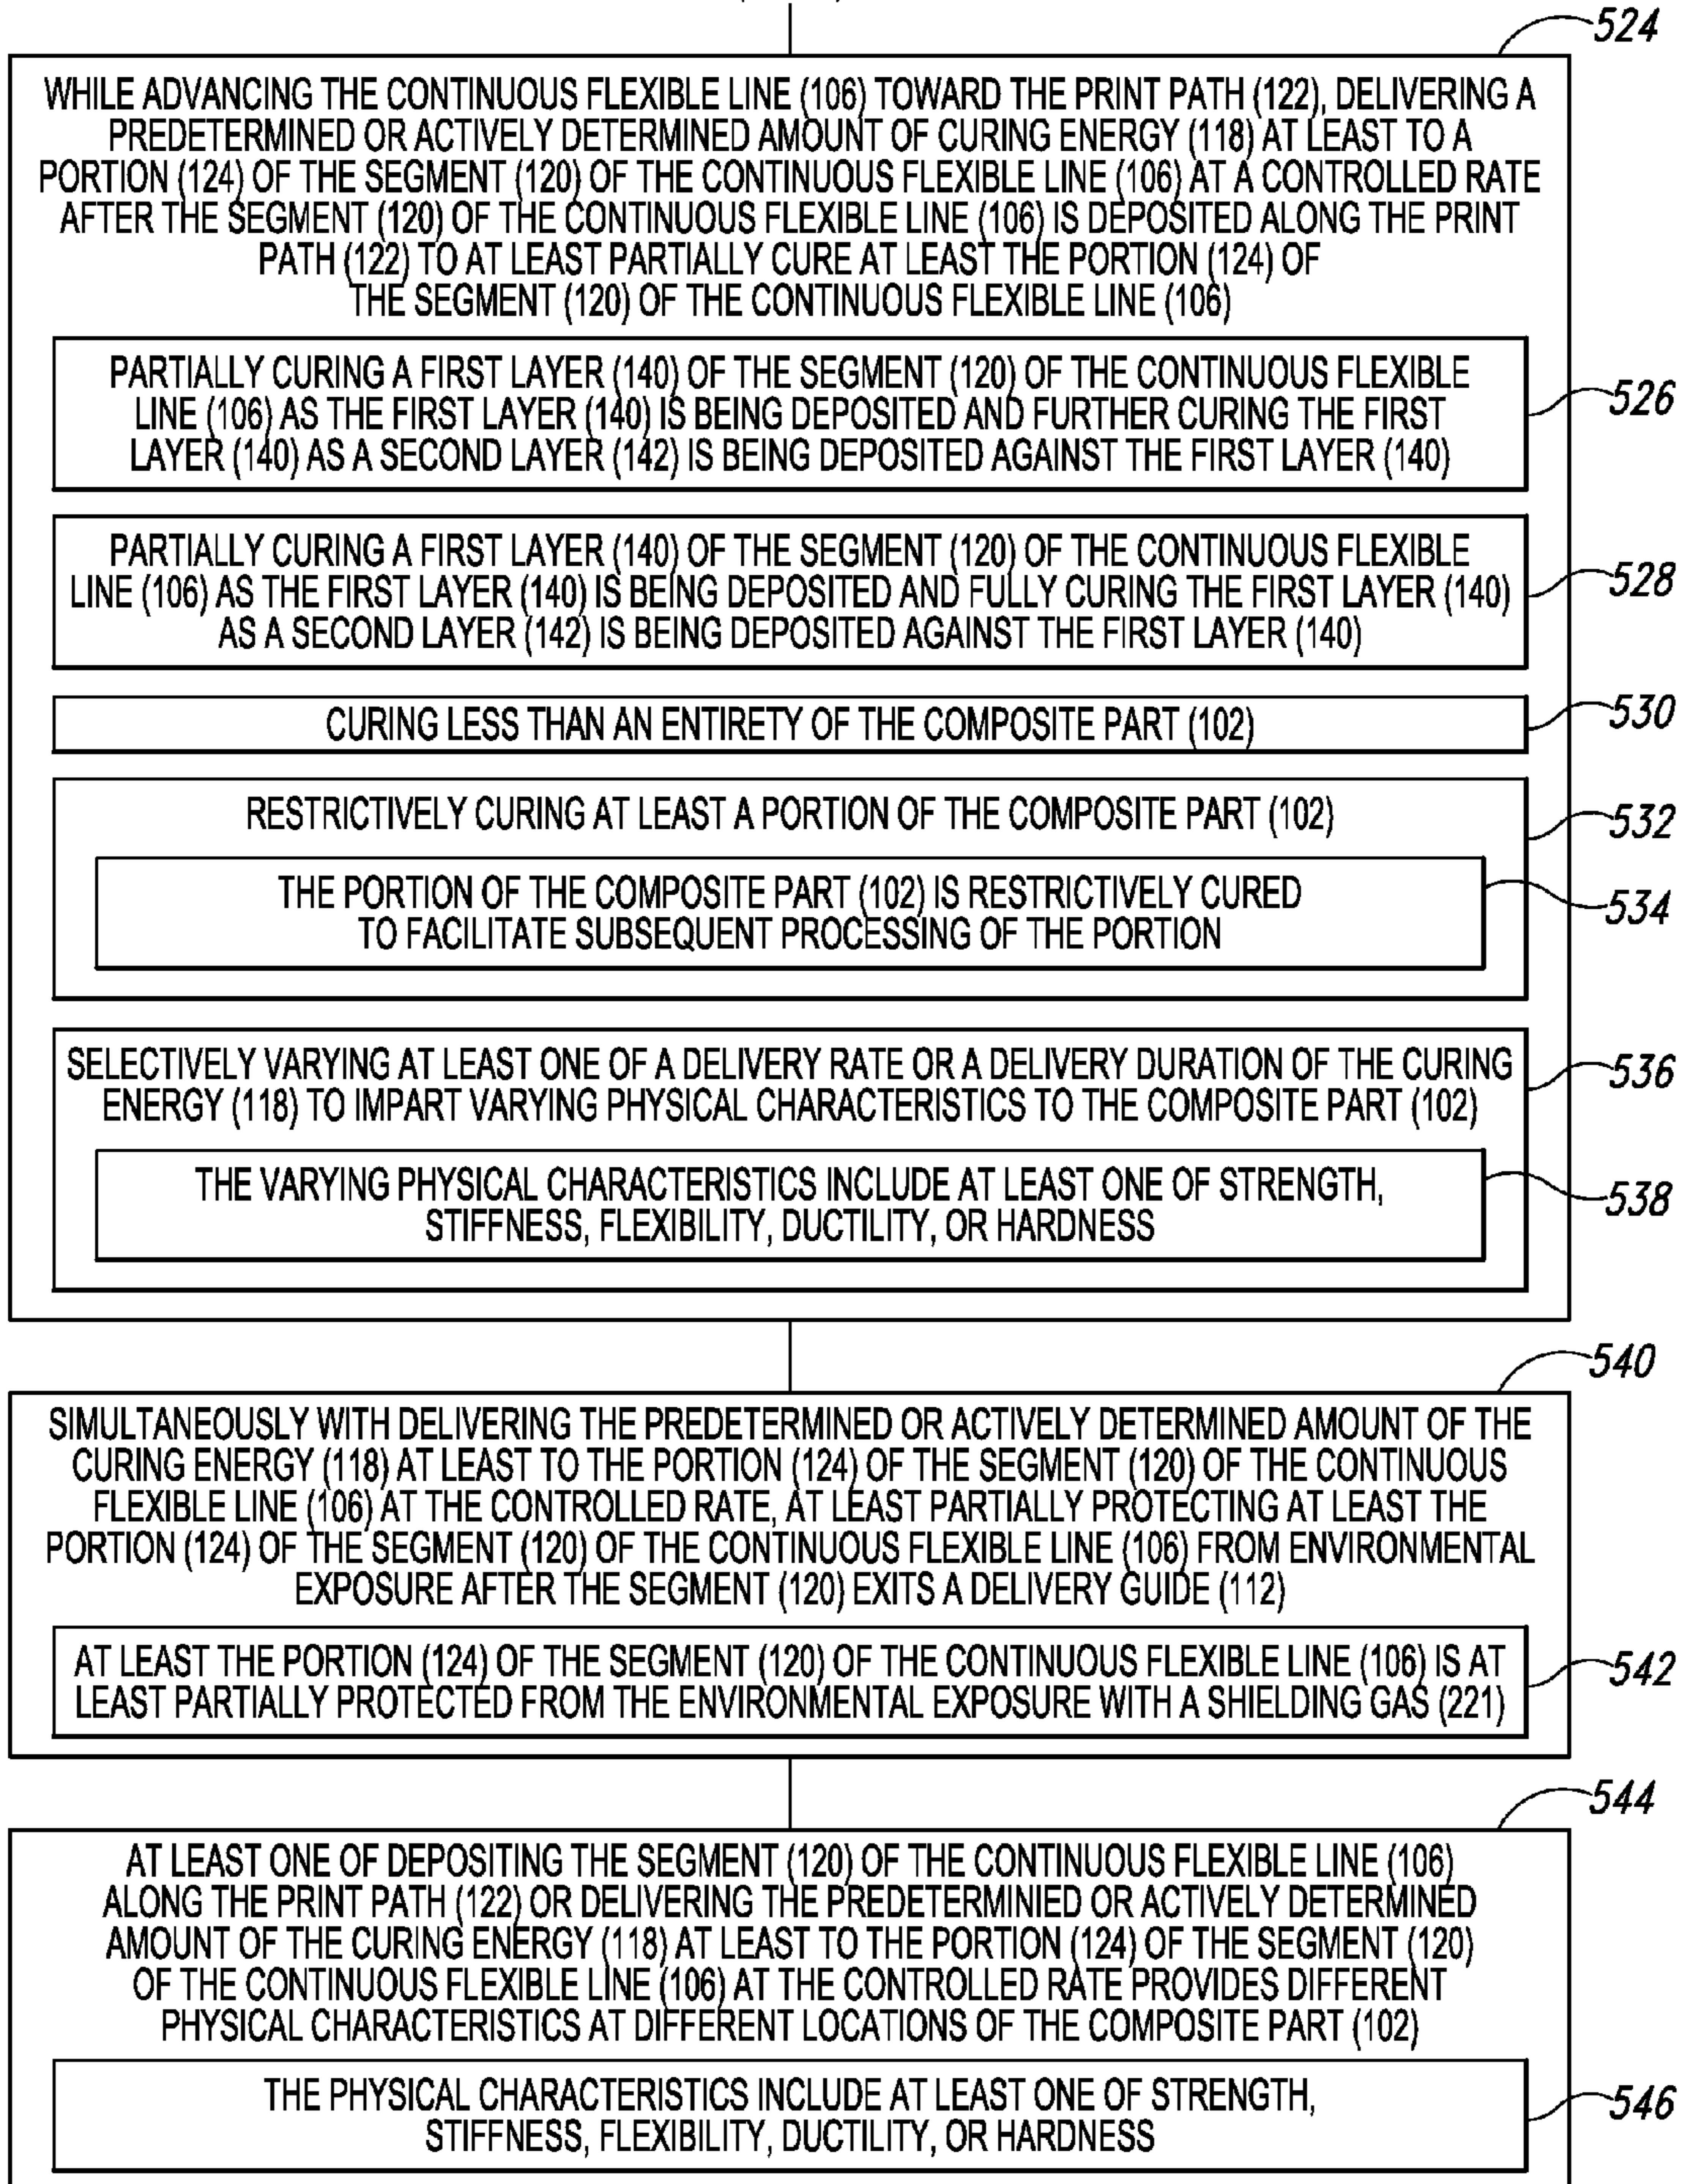 524
WHILE ADVANCING THE CONTINUOUS FLEXIBLE LINE (106) TOWARD THE PRINT PATH (122), DELIVERING A
PREDETERMINED OR ACTIVELY DETERMINED AMOUNT OF CURING ENERGY (118) AT LEAST TO A
PORTION (124) OF THE SEGMENT (120) OF THE CONTINUOUS FLEXIBLE LINE (106) AT A CONTROLLED RATE
AFTER THE SEGMENT (120) OF THE CONTINUOUS FLEXIBLE LINE (106) IS DEPOSITED ALONG THE PRINT
PATH (122) TO AT LEAST PARTIALLY CURE AT LEAST THE PORTION (124) OF
THE SEGMENT (120) OF THE CONTINUOUS FLEXIBLE LINE (106)
PARTIALLY CURING A FIRST LAYER (140) OF THE SEGMENT (120) OF THE CONTINUOUS FLEXIBLE
LINE (106) AS THE FIRST LAYER (140) IS BEING DEPOSITED AND FURTHER CURING THE FIRST
LAYER (140) AS A SECOND LAYER (142) IS BEING DEPOSITED AGAINST THE FIRST LAYER (140)
526
PARTIALLY CURING A FIRST LAYER (140) OF THE SEGMENT (120) OF THE CONTINUOUS FLEXIBLE
LINE (106) AS THE FIRST LAYER (140) IS BEING DEPOSITED AND FULLY CURING THE FIRST LAYER (140)
AS A SECOND LAYER (142) IS BEING DEPOSITED AGAINST THE FIRST LAYER (140)
528
CURING LESS THAN AN ENTIRETY OF THE COMPOSITE PART (102)
530
RESTRICTIVELY CURING AT LEAST A PORTION OF THE COMPOSITE PART (102)
532
THE PORTION OF THE COMPOSITE PART (102) IS RESTRICTIVELY CURED
TO FACILITATE SUBSEQUENT PROCESSING OF THE PORTION
534
SELECTIVELY VARYING AT LEAST ONE OF A DELIVERY RATE OR A DELIVERY DURATION OF THE CURING
ENERGY (118) TO IMPART VARYING PHYSICAL CHARACTERISTICS TO THE COMPOSITE PART (102)
536
THE VARYING PHYSICAL CHARACTERISTICS INCLUDE AT LEAST ONE OF STRENGTH,
STIFFNESS, FLEXIBILITY, DUCTILITY, OR HARDNESS
538
540
SIMULTANEOUSLY WITH DELIVERING THE PREDETERMINED OR ACTIVELY DETERMINED AMOUNT OF THE
CURING ENERGY (118) AT LEAST TO THE PORTION (124) OF THE SEGMENT (120) OF THE CONTINUOUS
FLEXIBLE LINE (106) AT THE CONTROLLED RATE, AT LEAST PARTIALLY PROTECTING AT LEAST THE
PORTION (124) OF THE SEGMENT (120) OF THE CONTINUOUS FLEXIBLE LINE (106) FROM ENVIRONMENTAL
EXPOSURE AFTER THE SEGMENT (120) EXITS A DELIVERY GUIDE (112)
AT LEAST THE PORTION (124) OF THE SEGMENT (120) OF THE CONTINUOUS FLEXIBLE LINE (106) IS AT
LEAST PARTIALLY PROTECTED FROM THE ENVIRONMENTAL EXPOSURE WITH A SHIELDING GAS (221)
542
544
AT LEAST ONE OF DEPOSITING THE SEGMENT (120) OF THE CONTINUOUS FLEXIBLE LINE (106)
ALONG THE PRINT PATH (122) OR DELIVERING THE PREDETERMINIED OR ACTIVELY DETERMINED
AMOUNT OF THE CURING ENERGY (118) AT LEAST TO THE PORTION (124) OF THE SEGMENT (120)
OF THE CONTINUOUS FLEXIBLE LINE (106) AT THE CONTROLLED RATE PROVIDES DIFFERENT
PHYSICAL CHARACTERISTICS AT DIFFERENT LOCATIONS OF THE COMPOSITE PART (102)
THE PHYSICAL CHARACTERISTICS INCLUDE AT LEAST ONE OF STRENGTH,
STIFFNESS, FLEXIBILITY, DUCTILITY, OR HARDNESS
546